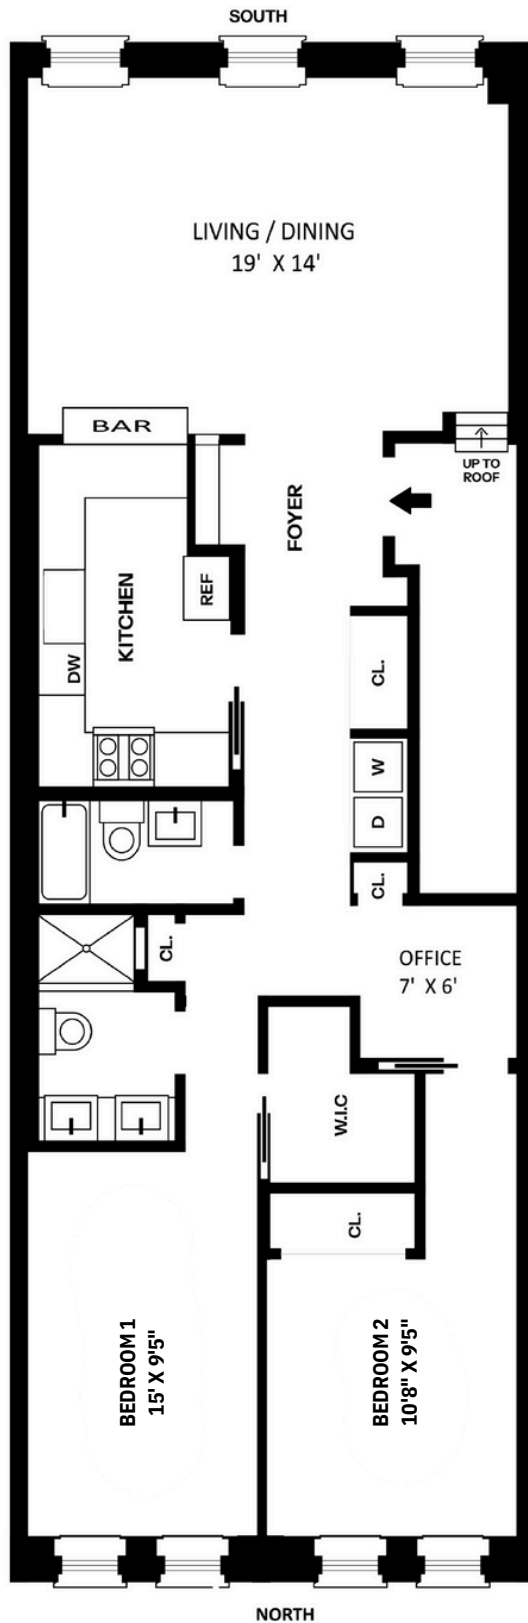 SOUTH
LIVING / DINING
19' X 14'
BAR
UP TO
ROOF
FOYER
KITCHEN
REF
DW
CL.
W
D
CL.
CL.
OFFICE
7' X 6'
W.I.C
CL.
BEDROOM 1
15' X 9'5"
BEDROOM 2
10'8" X 9'5"
NORTH